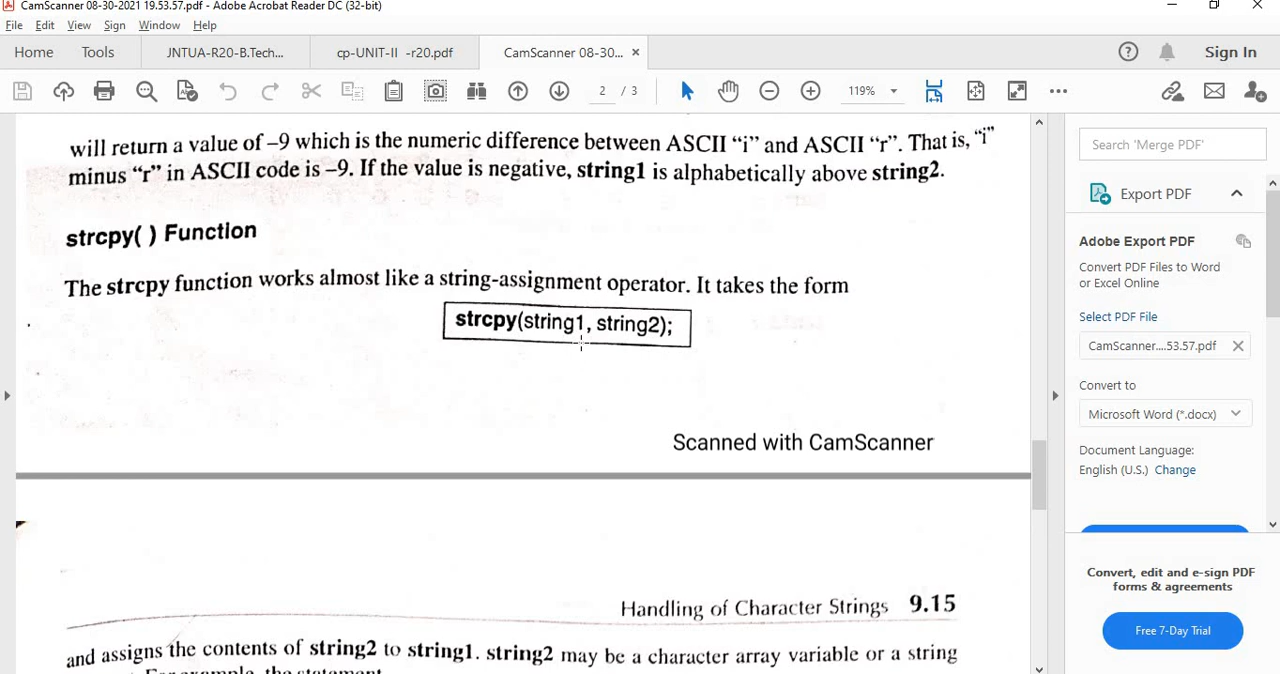 CamScanner 08-30-2021 19.53.57.pdf - Adobe Acrobat Reader DC (32-bit)
File Edit View Sign Window Help
Home Tools JNTUA-R20-B.Tech... cp-UNIT-II -r20.pdf CamScanner 08-30... × Sign In
2 / 3 119%
will return a value of –9 which is the numeric difference between ASCII “i” and ASCII “r”. That is, “i”
minus “r” in ASCII code is –9. If the value is negative, string1 is alphabetically above string2.
strcpy( ) Function
The strcpy function works almost like a string-assignment operator. It takes the form
strcpy(string1, string2);
Scanned with CamScanner
Handling of Character Strings 9.15
and assigns the contents of string2 to string1. string2 may be a character array variable or a string
For example, the statement
Search 'Merge PDF'
Export PDF
Adobe Export PDF
Convert PDF Files to Word
or Excel Online
Select PDF File
CamScanner....53.57.pdf
Convert to
Microsoft Word (*.docx)
Document Language:
English (U.S.) Change
Convert, edit and e-sign PDF
forms & agreements
Free 7-Day Trial